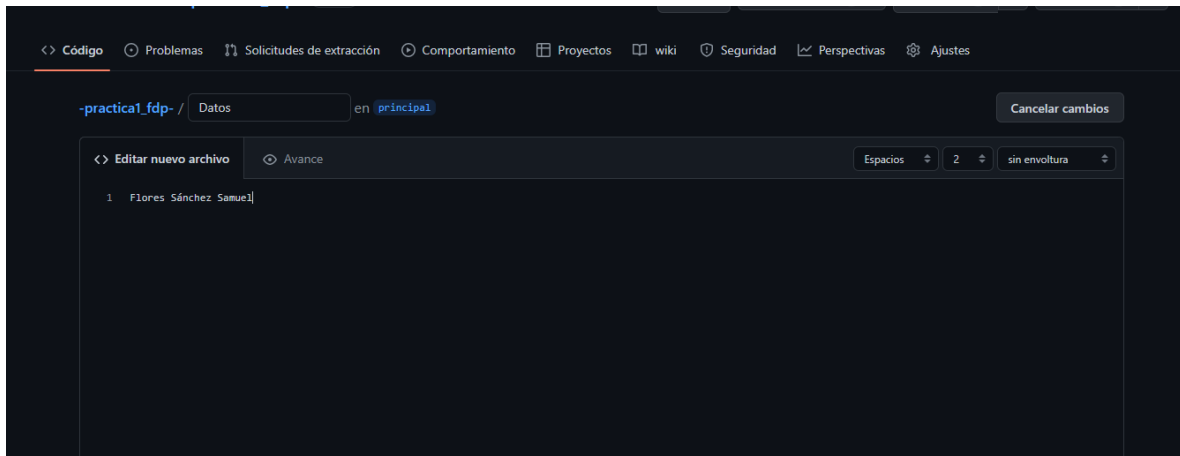 Código Problemas Solicitudes de extracción Comportamiento Proyectos wiki Seguridad Perspectivas Ajustes
-practica1_fdp- / Datos en principal Cancelar cambios
Editar nuevo archivo Avance Espacios 2 sin envoltura
1 Flores Sánchez Samuel